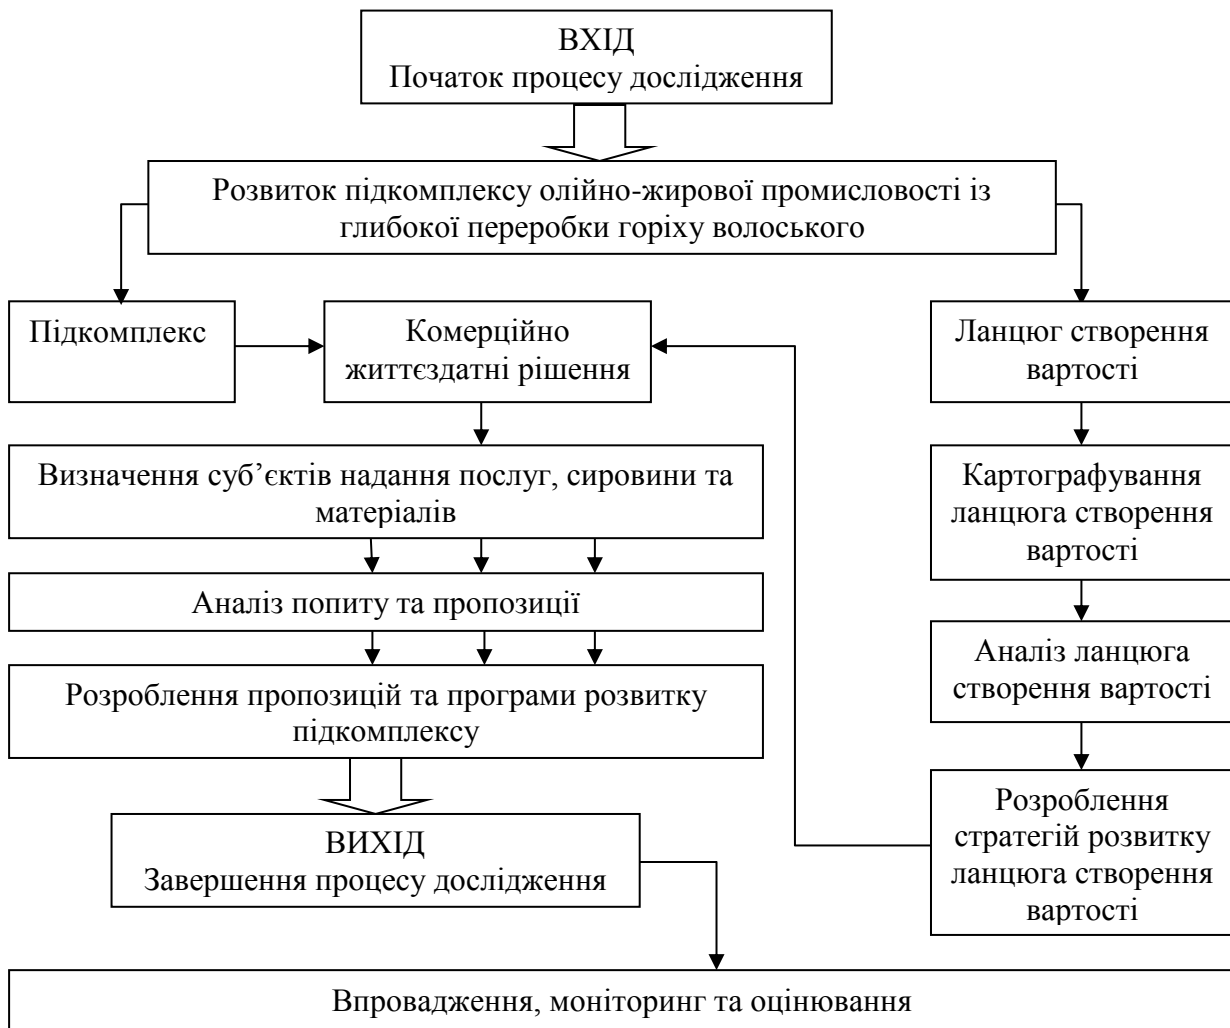 ВХІД
Початок процесу дослідження
Розвиток підкомплексу олійно-жирової промисловості із
глибокої переробки горіху волоського
Підкомплекс
Комерційно
життєздатні рішення
Ланцюг створення
вартості
Визначення суб’єктів надання послуг, сировини та
матеріалів
Картографування
ланцюга створення
вартості
Аналіз попиту та пропозиції
Аналіз ланцюга
створення вартості
Розроблення пропозицій та програми розвитку
підкомплексу
Розроблення
стратегій розвитку
ланцюга створення
вартості
ВИХІД
Завершення процесу дослідження
Впровадження, моніторинг та оцінювання